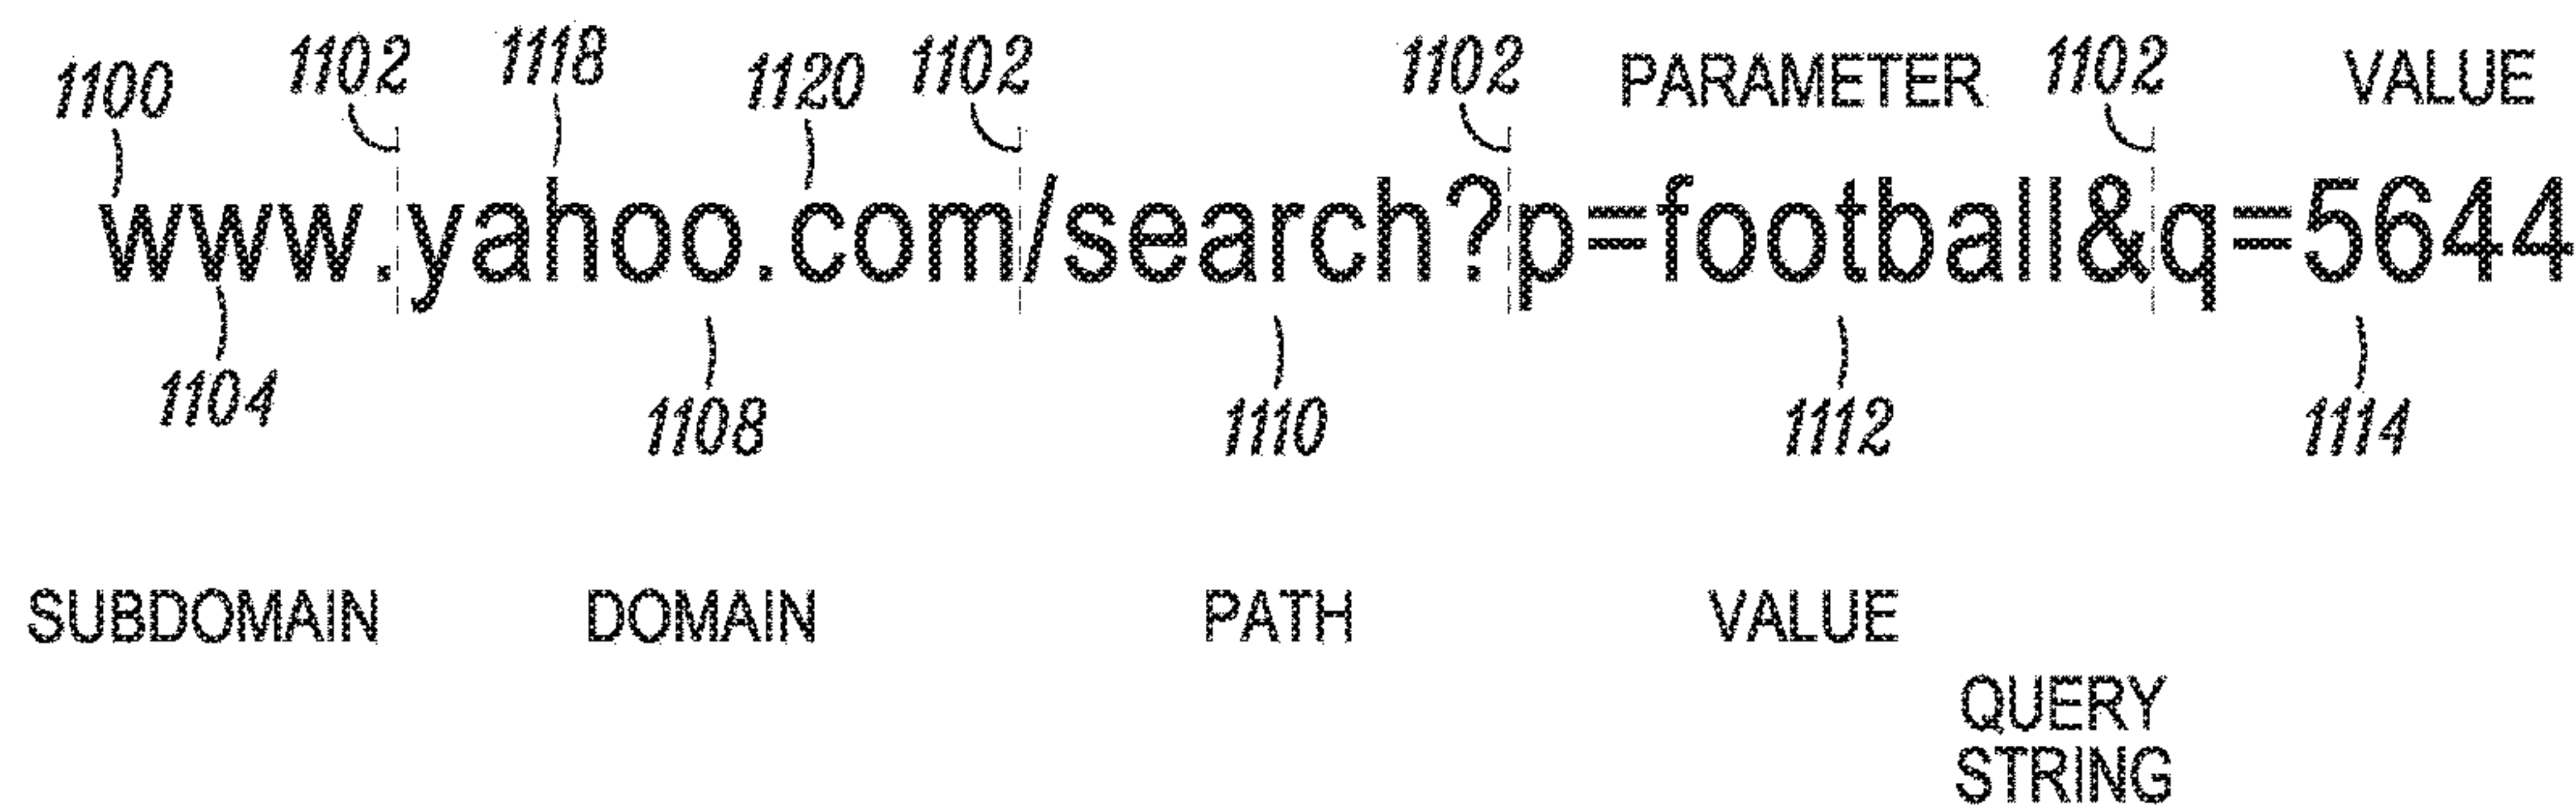 1100 1102 1118 1120 1102 1102 PARAMETER 1102 VALUE
www.yahoo.com/search?p=football&q=5644
1104 1108 1110 1112 1114
SUBDOMAIN DOMAIN PATH VALUE
QUERY
STRING